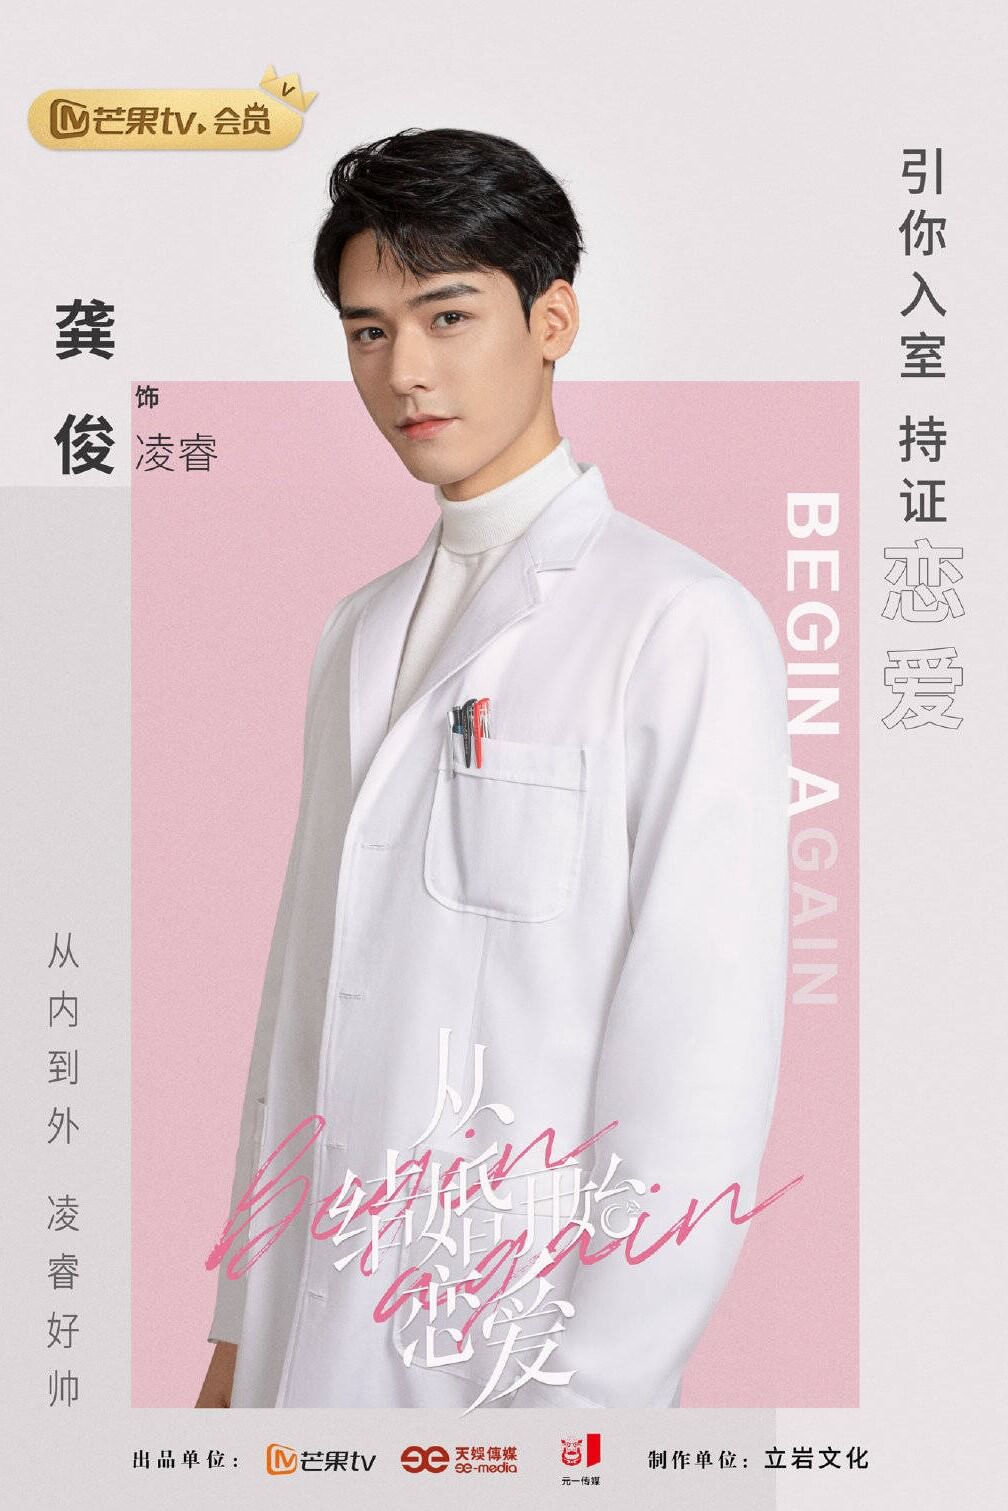 芒果tv 会员
龚俊
饰
凌睿
引你入室 持证恋爱
BEGIN AGAIN
从内到外 凌睿好帅
begin again
从
结婚开始
恋爱
出品单位：
芒果tv
ee
天娱傳媒
ee-media
元一传媒
制作单位：立岩文化